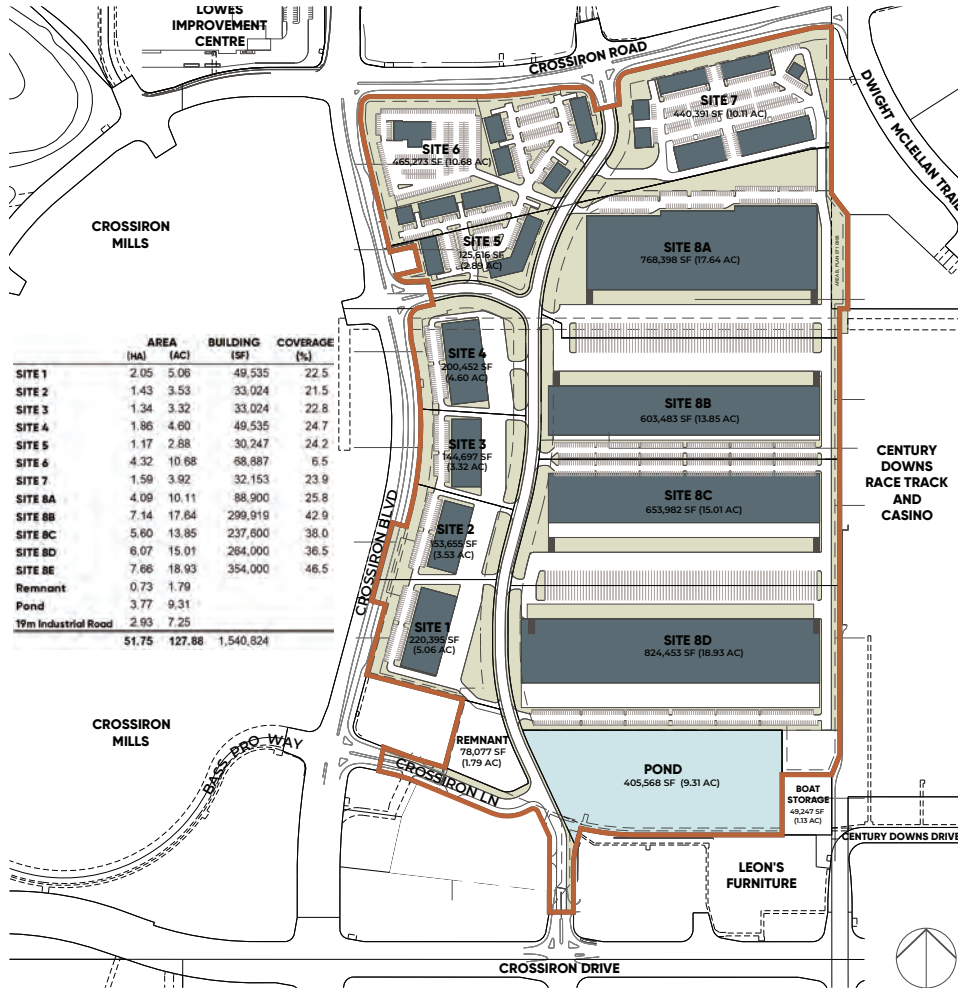 LOWES
IMPROVEMENT
CENTRE
CROSSIRON ROAD
DWIGHT MCLELLAN TRAIL
SITE 7
440,391 SF (10.11 AC)
SITE 6
465,273 SF (10.68 AC)
CROSSIRON
MILLS
SITE 5
125,616 SF
(2.89 AC)
SITE 8A
768,398 SF (17.64 AC)
AREA BUILDING COVERAGE
(HA) (AC) (SF) (%)
SITE 1 2.05 5.06 49,535 22.5
SITE 2 1.43 3.53 33,024 21.5
SITE 3 1.34 3.32 33,024 22.8
SITE 4 1.86 4.60 49,535 24.7
SITE 5 1.17 2.88 30,247 24.2
SITE 6 4.32 10.68 68,887 6.5
SITE 7 1.59 3.92 32,153 23.9
SITE 8A 4.09 10.11 88,900 25.8
SITE 8B 7.14 17.64 299,919 42.9
SITE 8C 5.60 13.85 237,600 38.0
SITE 8D 6.07 15.01 264,000 36.5
SITE 8E 7.66 18.93 354,000 46.5
Remnant 0.73 1.79
Pond 3.77 9.31
19m Industrial Road 2.93 7.25
51.75 127.88 1,540,824
SITE 4
200,452 SF
(4.60 AC)
SITE 8B
603,483 SF (13.85 AC)
SITE 3
144,697 SF
(3.32 AC)
CENTURY
DOWNS
RACE TRACK
AND
CASINO
SITE 8C
653,982 SF (15.01 AC)
CROSSIRON BLVD
SITE 2
153,655 SF
(3.53 AC)
SITE 1
220,395 SF
(5.06 AC)
SITE 8D
824,453 SF (18.93 AC)
CROSSIRON
MILLS
BASS PRO WAY
REMNANT
78,077 SF
(1.79 AC)
CROSSIRON LN
POND
405,568 SF (9.31 AC)
BOAT
STORAGE
49,247 SF
(1.13 AC)
CENTURY DOWNS DRIVE
LEON'S
FURNITURE
CROSSIRON DRIVE